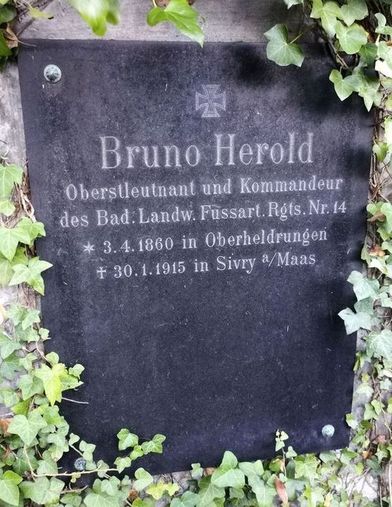 Bruno Herold
Oberstleutnant und Kommandeur
des Bad. Landw. Fussart. Rgts. Nr. 14
* 3.4.1860 in Oberheldrungen
✝ 30.1.1915 in Sivry a/Maas